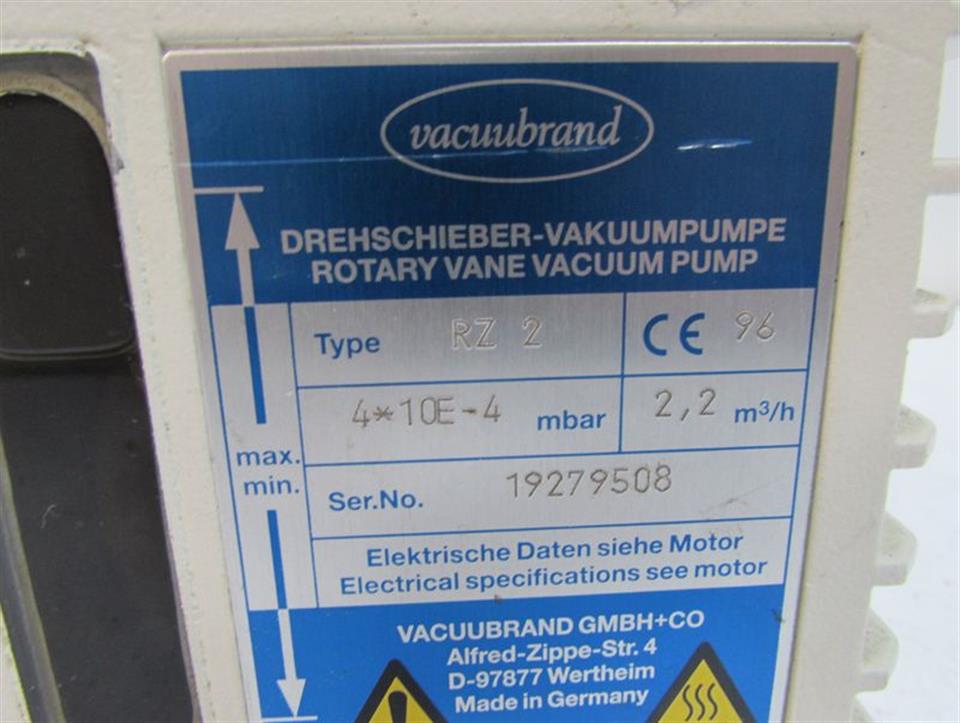 vacuubrand
DREHSCHIEBER-VAKUUMPUMPE
ROTARY VANE VACUUM PUMP
Type RZ 2 CE 96
4*10E-4 mbar 2,2 m³/h
max.
min.
Ser.No. 19279508
Elektrische Daten siehe Motor
Electrical specifications see motor
VACUUBRAND GMBH+CO
Alfred-Zippe-Str. 4
D-97877 Wertheim
Made in Germany